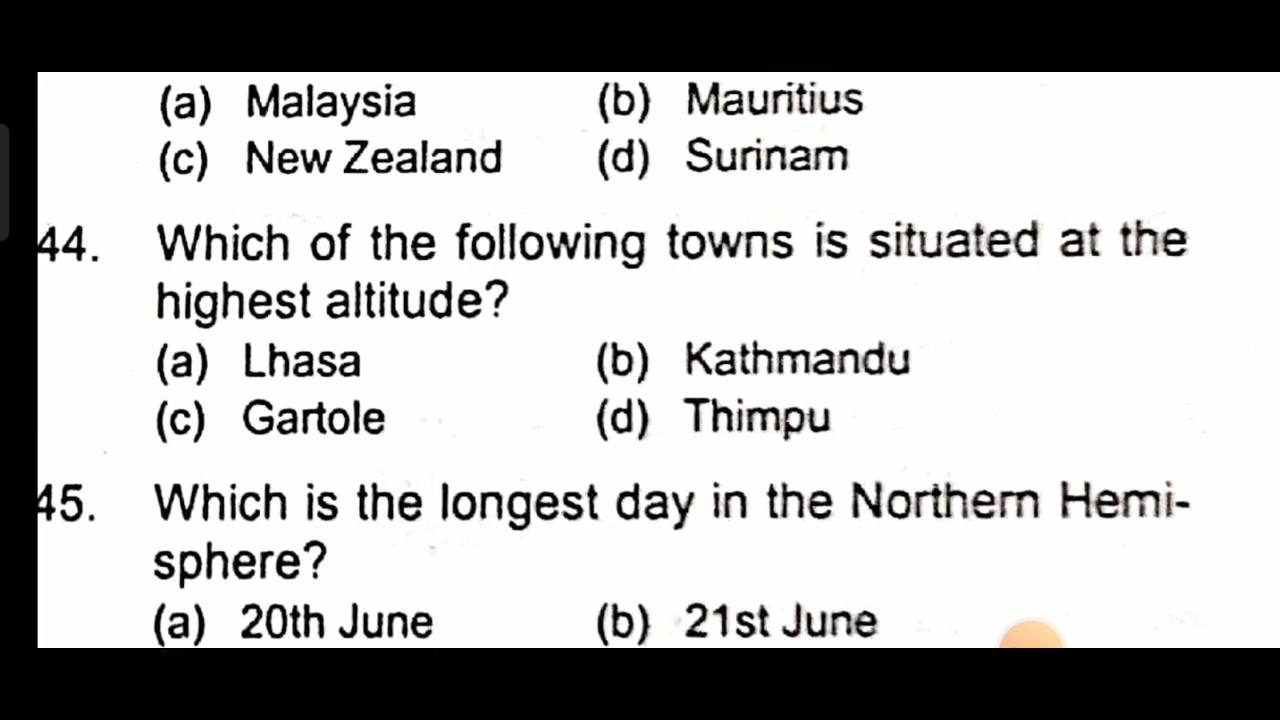 (a) Malaysia (b) Mauritius
(c) New Zealand (d) Surinam
44. Which of the following towns is situated at the
highest altitude?
(a) Lhasa (b) Kathmandu
(c) Gartole (d) Thimpu
45. Which is the longest day in the Northern Hemi-
sphere?
(a) 20th June (b) 21st June